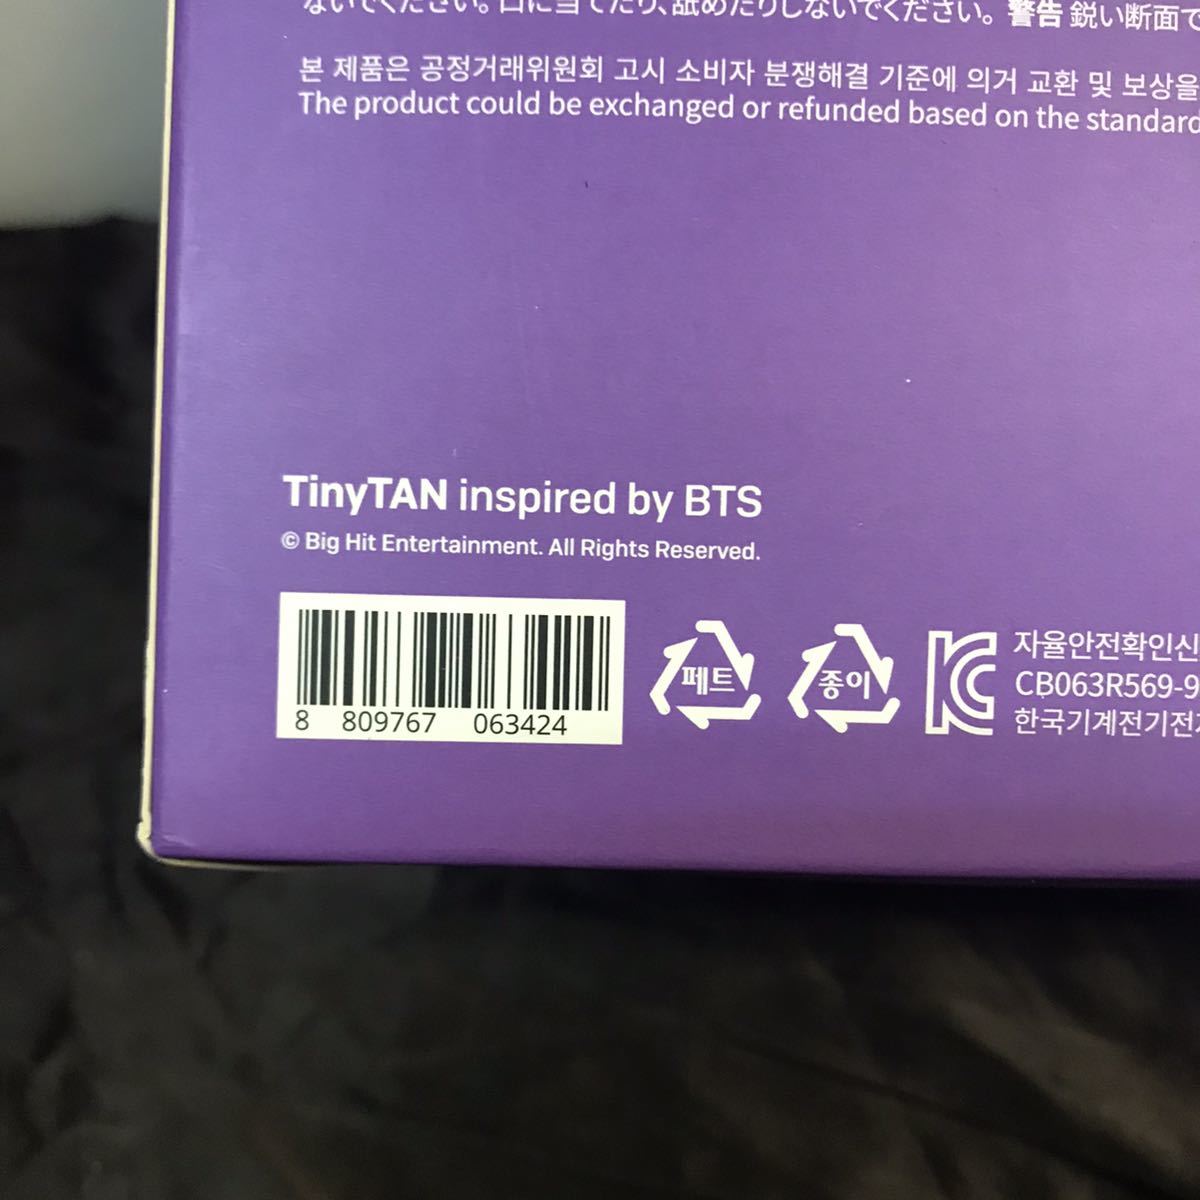 ないでください。口に当てたり、舐めたりしないでください。警告 鋭い断面で
본 제품은 공정거래위원회 고시 소비자 분쟁해결 기준에 의거 교환 및 보상을
The product could be exchanged or refunded based on the standard
TinyTAN inspired by BTS
© Big Hit Entertainment. All Rights Reserved.
8 809767 063424
페트
종이
자율안전확인신
CB063R569-9
한국기계전기전